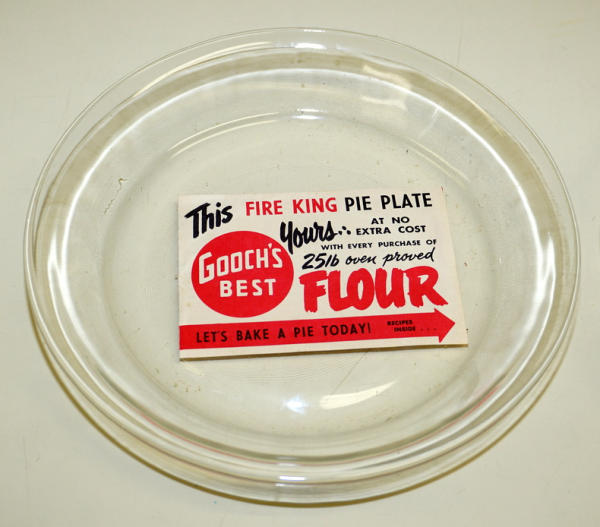 This FIRE KING PIE PLATE
Yours∴ AT NO
EXTRA COST
WITH EVERY PURCHASE OF
GOOCH'S
BEST
25lb oven proved
FLOUR
LET'S BAKE A PIE TODAY!
RECIPES
INSIDE...